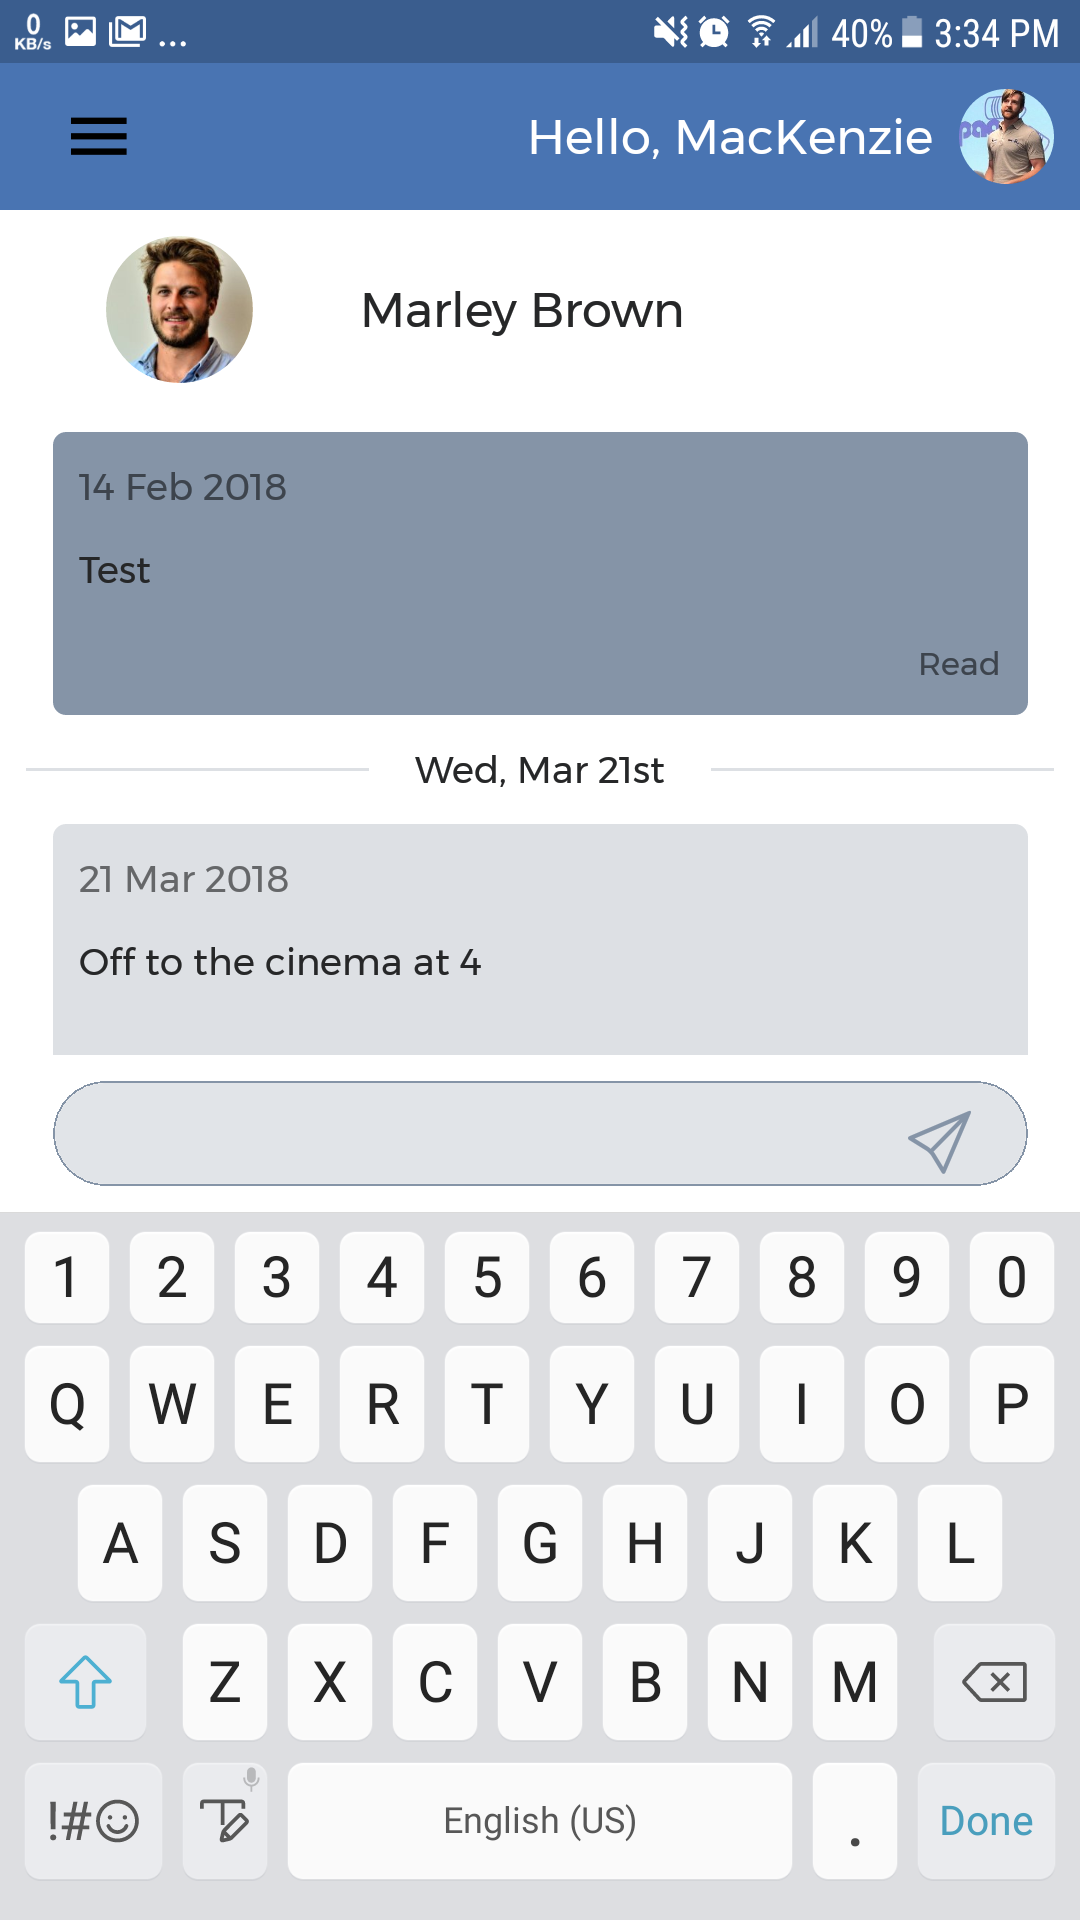 0
KB/s
... 40% 3:34 PM
Hello, MacKenzie
pac
Marley Brown
14 Feb 2018
Test
Read
Wed, Mar 21st
21 Mar 2018
Off to the cinema at 4
1 2 3 4 5 6 7 8 9 0
Q W E R T Y U I O P
A S D F G H J K L
Z X C V B N M
!# English (US) . Done